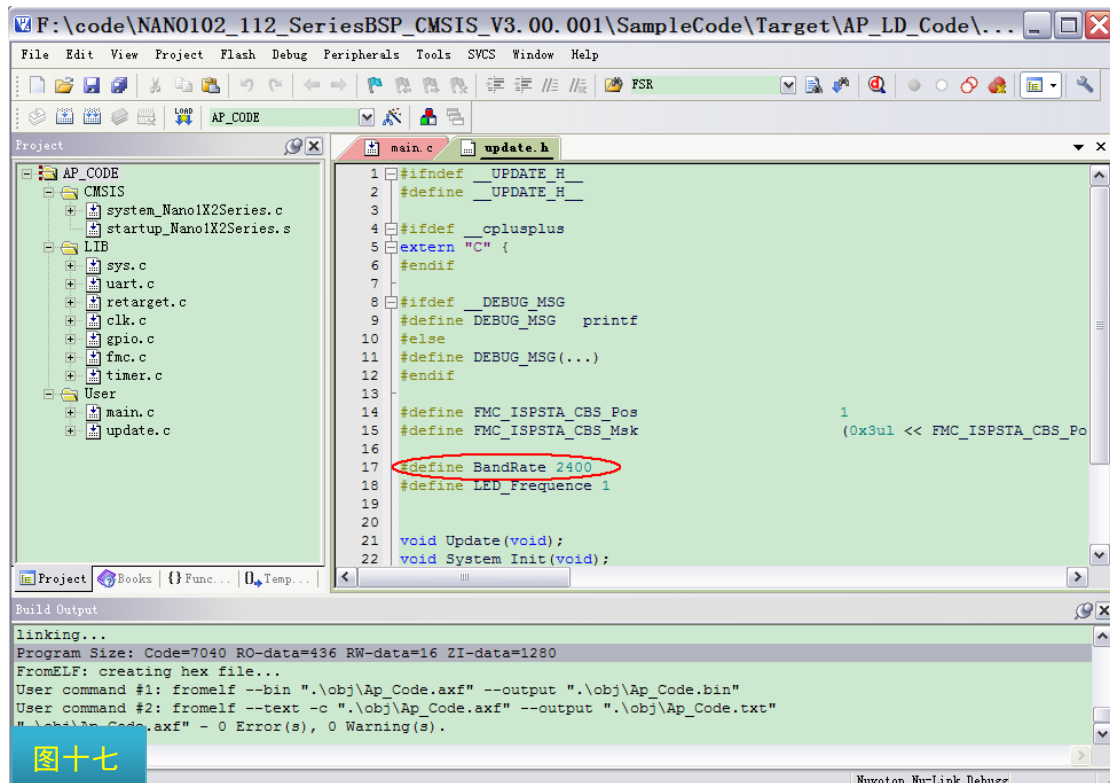 F:\code\NANO102_112_SeriesBSP_CMSIS_V3.00.001\SampleCode\Target\AP_LD_Code\...
File Edit View Project Flash Debug Peripherals Tools SVCS Window Help
FSR
LOAD AP_CODE
Project
main.c update.h
AP_CODE
CMSIS
system_Nano1X2Series.c
startup_Nano1X2Series.s
LIB
sys.c
uart.c
retarget.c
clk.c
gpio.c
fmc.c
timer.c
User
main.c
update.c
1 #ifndef __UPDATE_H__
2 #define __UPDATE_H__
3
4 #ifdef __cplusplus
5 extern "C" {
6 #endif
7
8 #ifdef __DEBUG_MSG
9 #define DEBUG_MSG printf
10 #else
11 #define DEBUG_MSG(...)
12 #endif
13
14 #define FMC_ISPSTA_CBS_Pos 1
15 #define FMC_ISPSTA_CBS_Msk (0x3ul << FMC_ISPSTA_CBS_Po
16
17 #define BandRate 2400
18 #define LED_Frequence 1
19
20
21 void Update(void);
22 void System_Init(void);
Project Books {} Func... 0 Temp...
Build Output
linking...
Program Size: Code=7040 RO-data=436 RW-data=16 ZI-data=1280
FromELF: creating hex file...
User command #1: fromelf --bin ".\obj\Ap_Code.axf" --output ".\obj\Ap_Code.bin"
User command #2: fromelf --text -c ".\obj\Ap_Code.axf" --output ".\obj\Ap_Code.txt"
".\obj\Ap_Code.axf" - 0 Error(s), 0 Warning(s).
图十七
Nuvoton Nu-Link Debugg